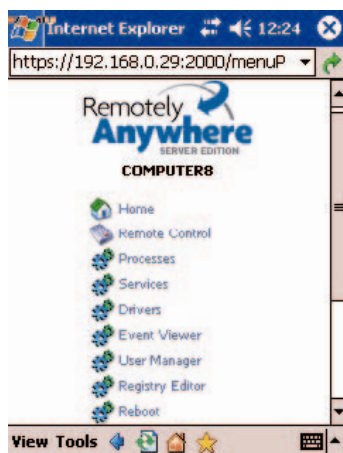 Internet Explorer 12:24
https://192.168.0.29:2000/menuP
Remotely
Anywhere
SERVER EDITION
COMPUTER8
Home
Remote Control
Processes
Services
Drivers
Event Viewer
User Manager
Registry Editor
Reboot
View Tools